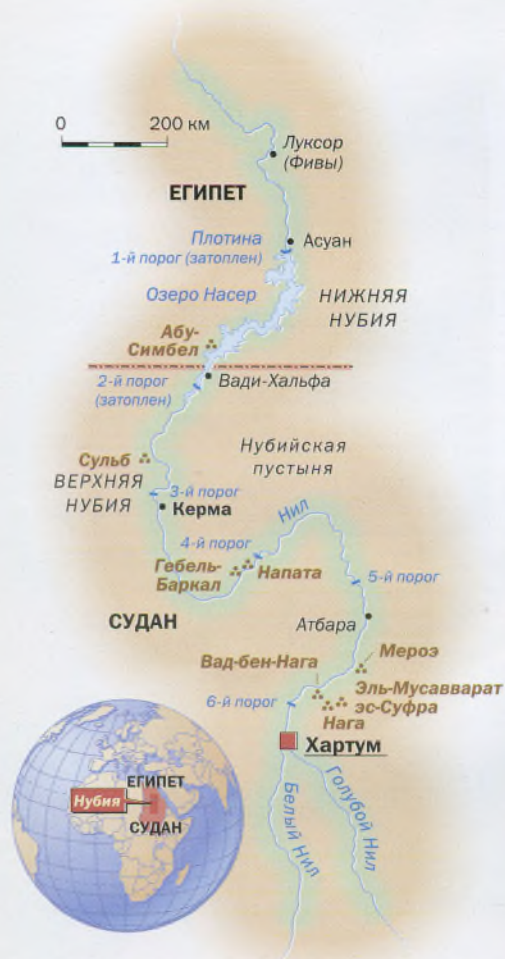 0 200 км
Луксор
(Фивы)
ЕГИПЕТ
Плотина
Асуан
1-й порог (затоплен)
Озеро Насер
НИЖНЯЯ
НУБИЯ
Абу-
Симбел
Вади-Хальфа
2-й порог
(затоплен)
Нубийская
пустыня
Сульб
ВЕРХНЯЯ
НУБИЯ
3-й порог
Керма
Нил
4-й порог
Гебель-
Баркал
Напата
5-й порог
СУДАН
Атбара
Мероэ
Вад-бен-Нага
Эль-Мусавварат
эс-Суфра
6-й порог
Нага
Хартум
Белый Нил
Голубой Нил
ЕГИПЕТ
Нубия
СУДАН